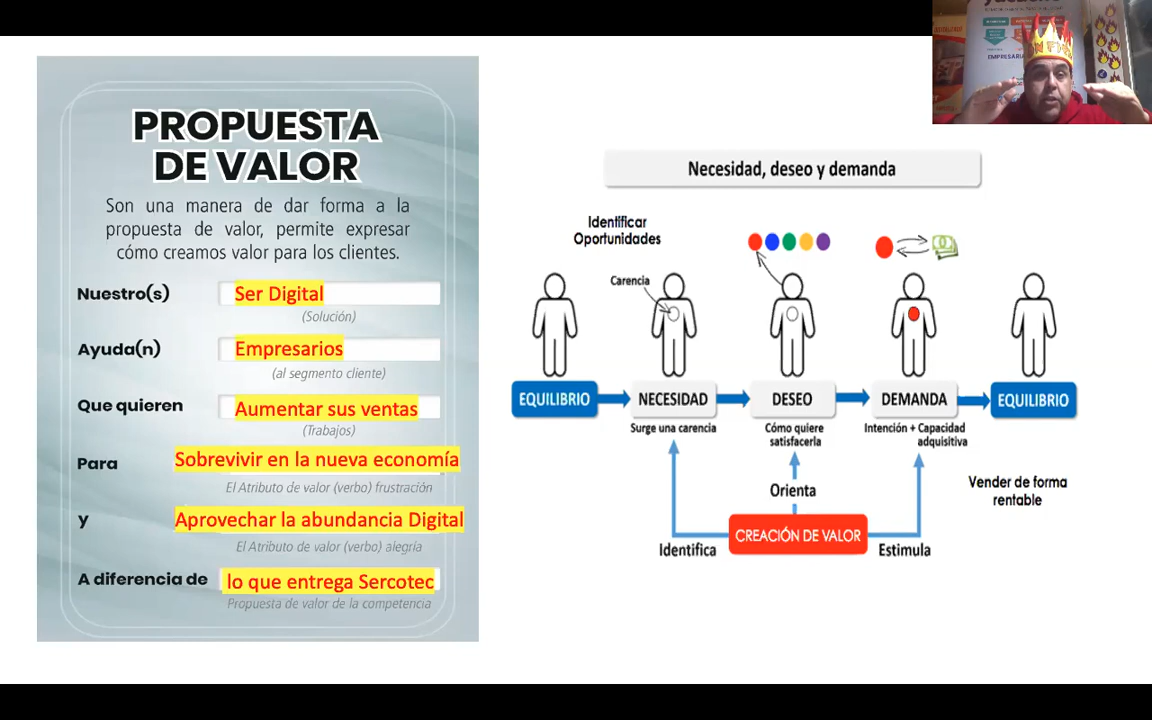 PROPUESTA
DE VALOR
Son una manera de dar forma a la
propuesta de valor, permite expresar
cómo creamos valor para los clientes.
Nuestro(s) Ser Digital
(Solución)
Ayuda(n) Empresarios
(al segmento cliente)
Que quieren Aumentar sus ventas
(Trabajos)
Para Sobrevivir en la nueva economía
El Atributo de valor (verbo) frustración
y Aprovechar la abundancia Digital
El Atributo de valor (verbo) alegria
A diferencia de lo que entrega Sercotec
Propuesta de valor de la competencia
Necesidad, deseo y demanda
Identificar
Oportunidades
Carencia
EQUILIBRIO NECESIDAD DESEO DEMANDA EQUILIBRIO
Surge una carencia
Cómo quiere
satisfacerla
Intención + Capacidad
adquisitiva
Vender de forma
rentable
Orienta
CREACIÓN DE VALOR
Identifica
Estimula